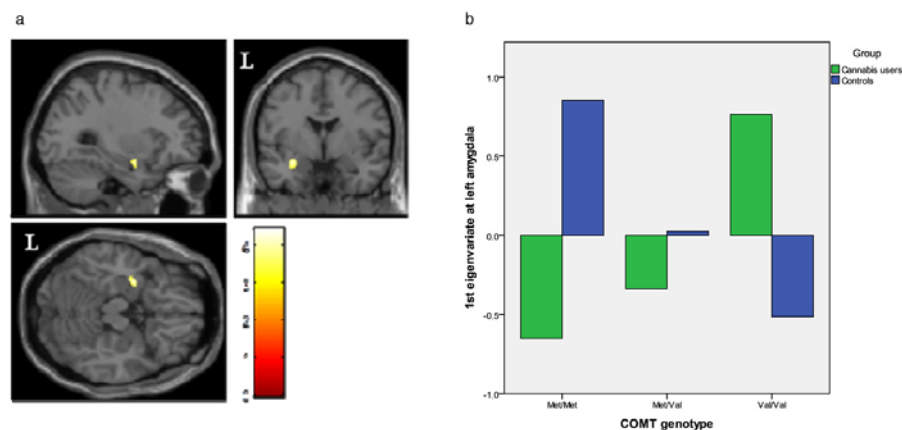 a
L
L
b
Group
Cannabis users
Controls
1st eigenvariate at left amygdala
1.0
0.5
0.0
-0.5
-1.0
Met/Met
Met/Val
Val/Val
COMT genotype